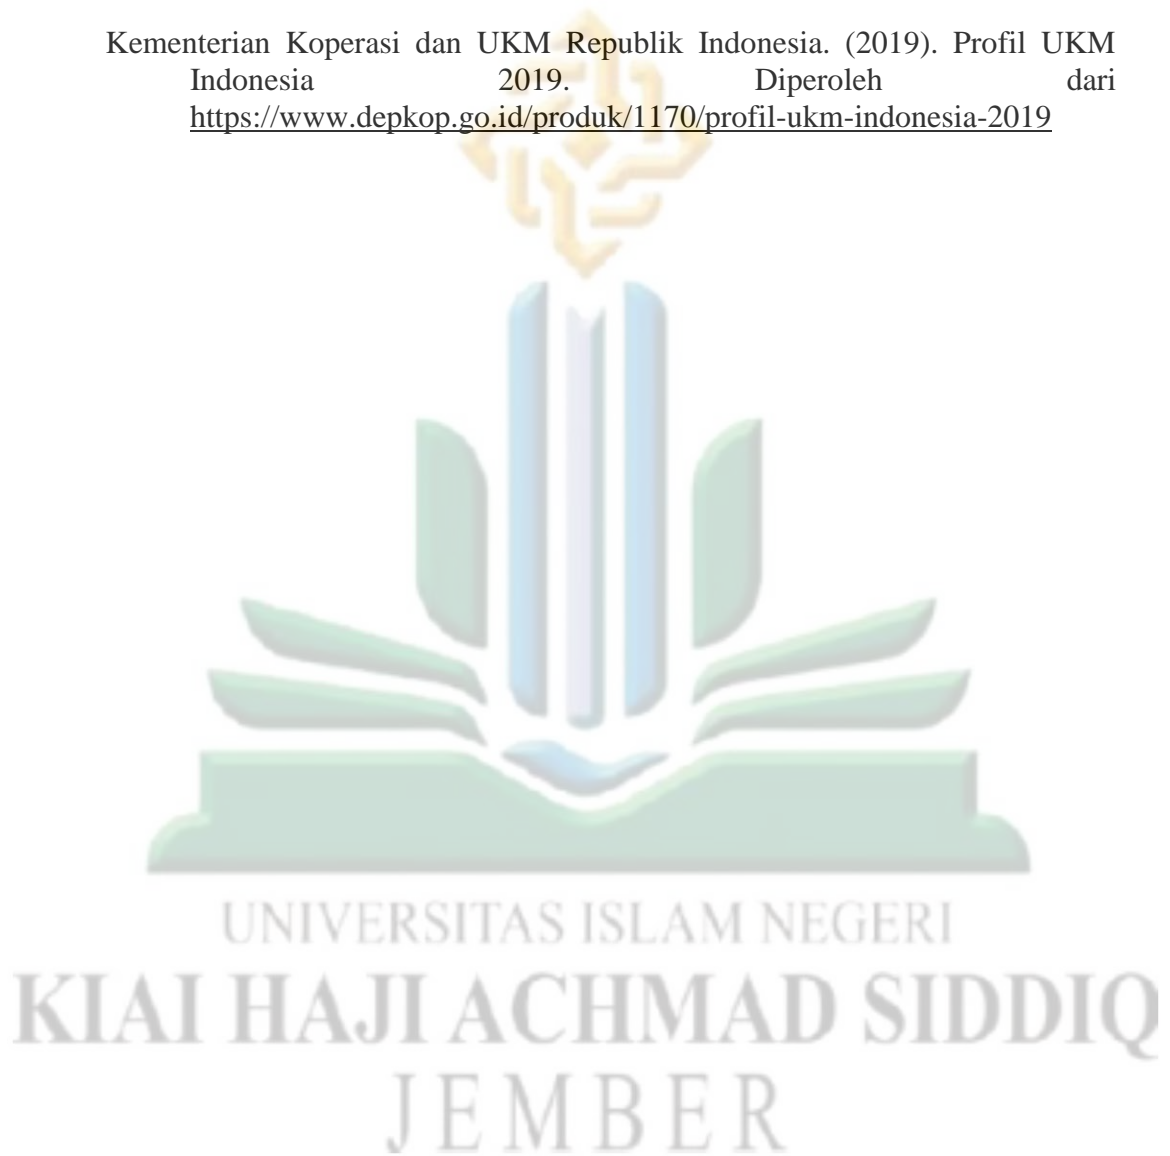 Kementerian Koperasi dan UKM Republik Indonesia. (2019). Profil UKM
Indonesia 2019. Diperoleh dari
https://www.depkop.go.id/produk/1170/profil-ukm-indonesia-2019
UNIVERSITAS ISLAM NEGERI
KIAI HAJI ACHMAD SIDDIQ
JEMBER